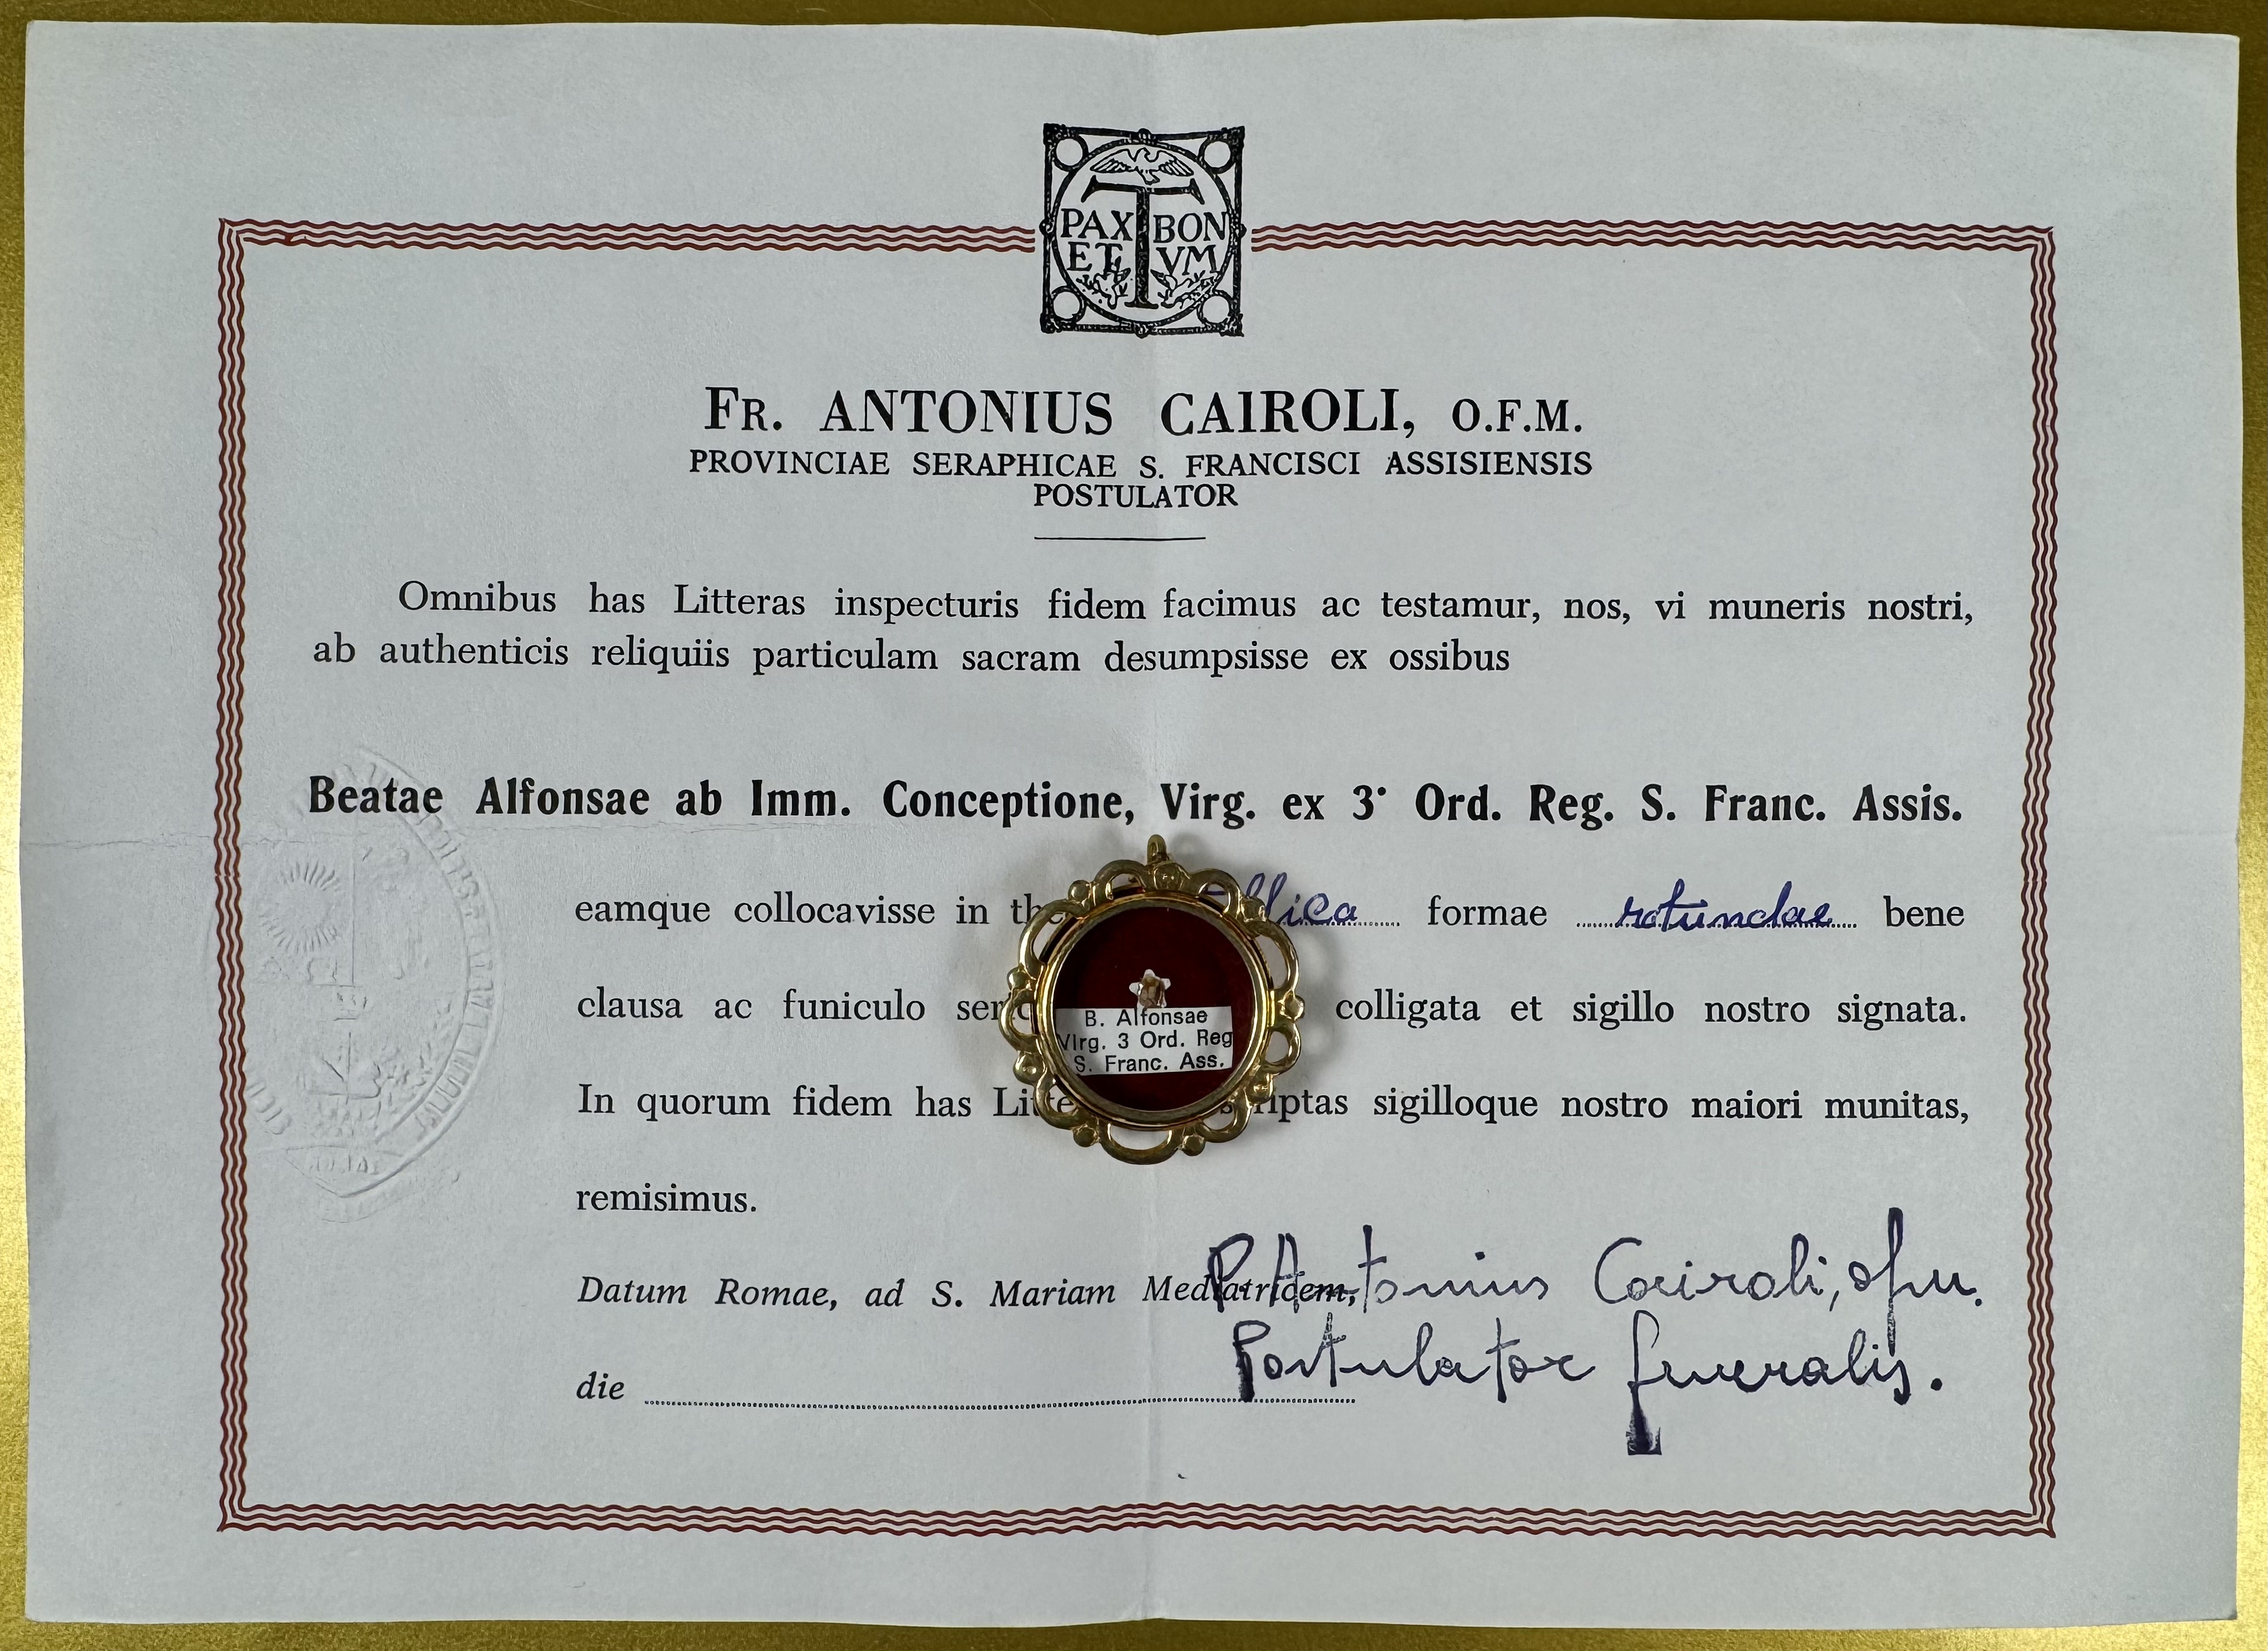 PAX BON
ET VM
FR. ANTONIUS CAIROLI, O.F.M.
PROVINCIAE SERAPHICAE S. FRANCISCI ASSISIENSIS
POSTULATOR
Omnibus has Litteras inspecturis fidem facimus ac testamur, nos, vi muneris nostri,
ab authenticis reliquiis particulam sacram desumpsisse ex ossibus
Beatae Alfonsae ab Imm. Conceptione, Virg. ex 3° Ord. Reg. S. Franc. Assis.
eamque collocavisse in formae rotundae bene
clausa ac funiculo colligata et sigillo nostro signata.
B. Alfonsae
Virg. 3 Ord. Reg
S. Franc. Ass.
In quorum fidem has sigilloque nostro maiori munitas,
remisimus.
Datum Romae, ad S. Mariam Mediatricem,
die
P. Antonius Cairoli, ofm.
Postulator generalis.